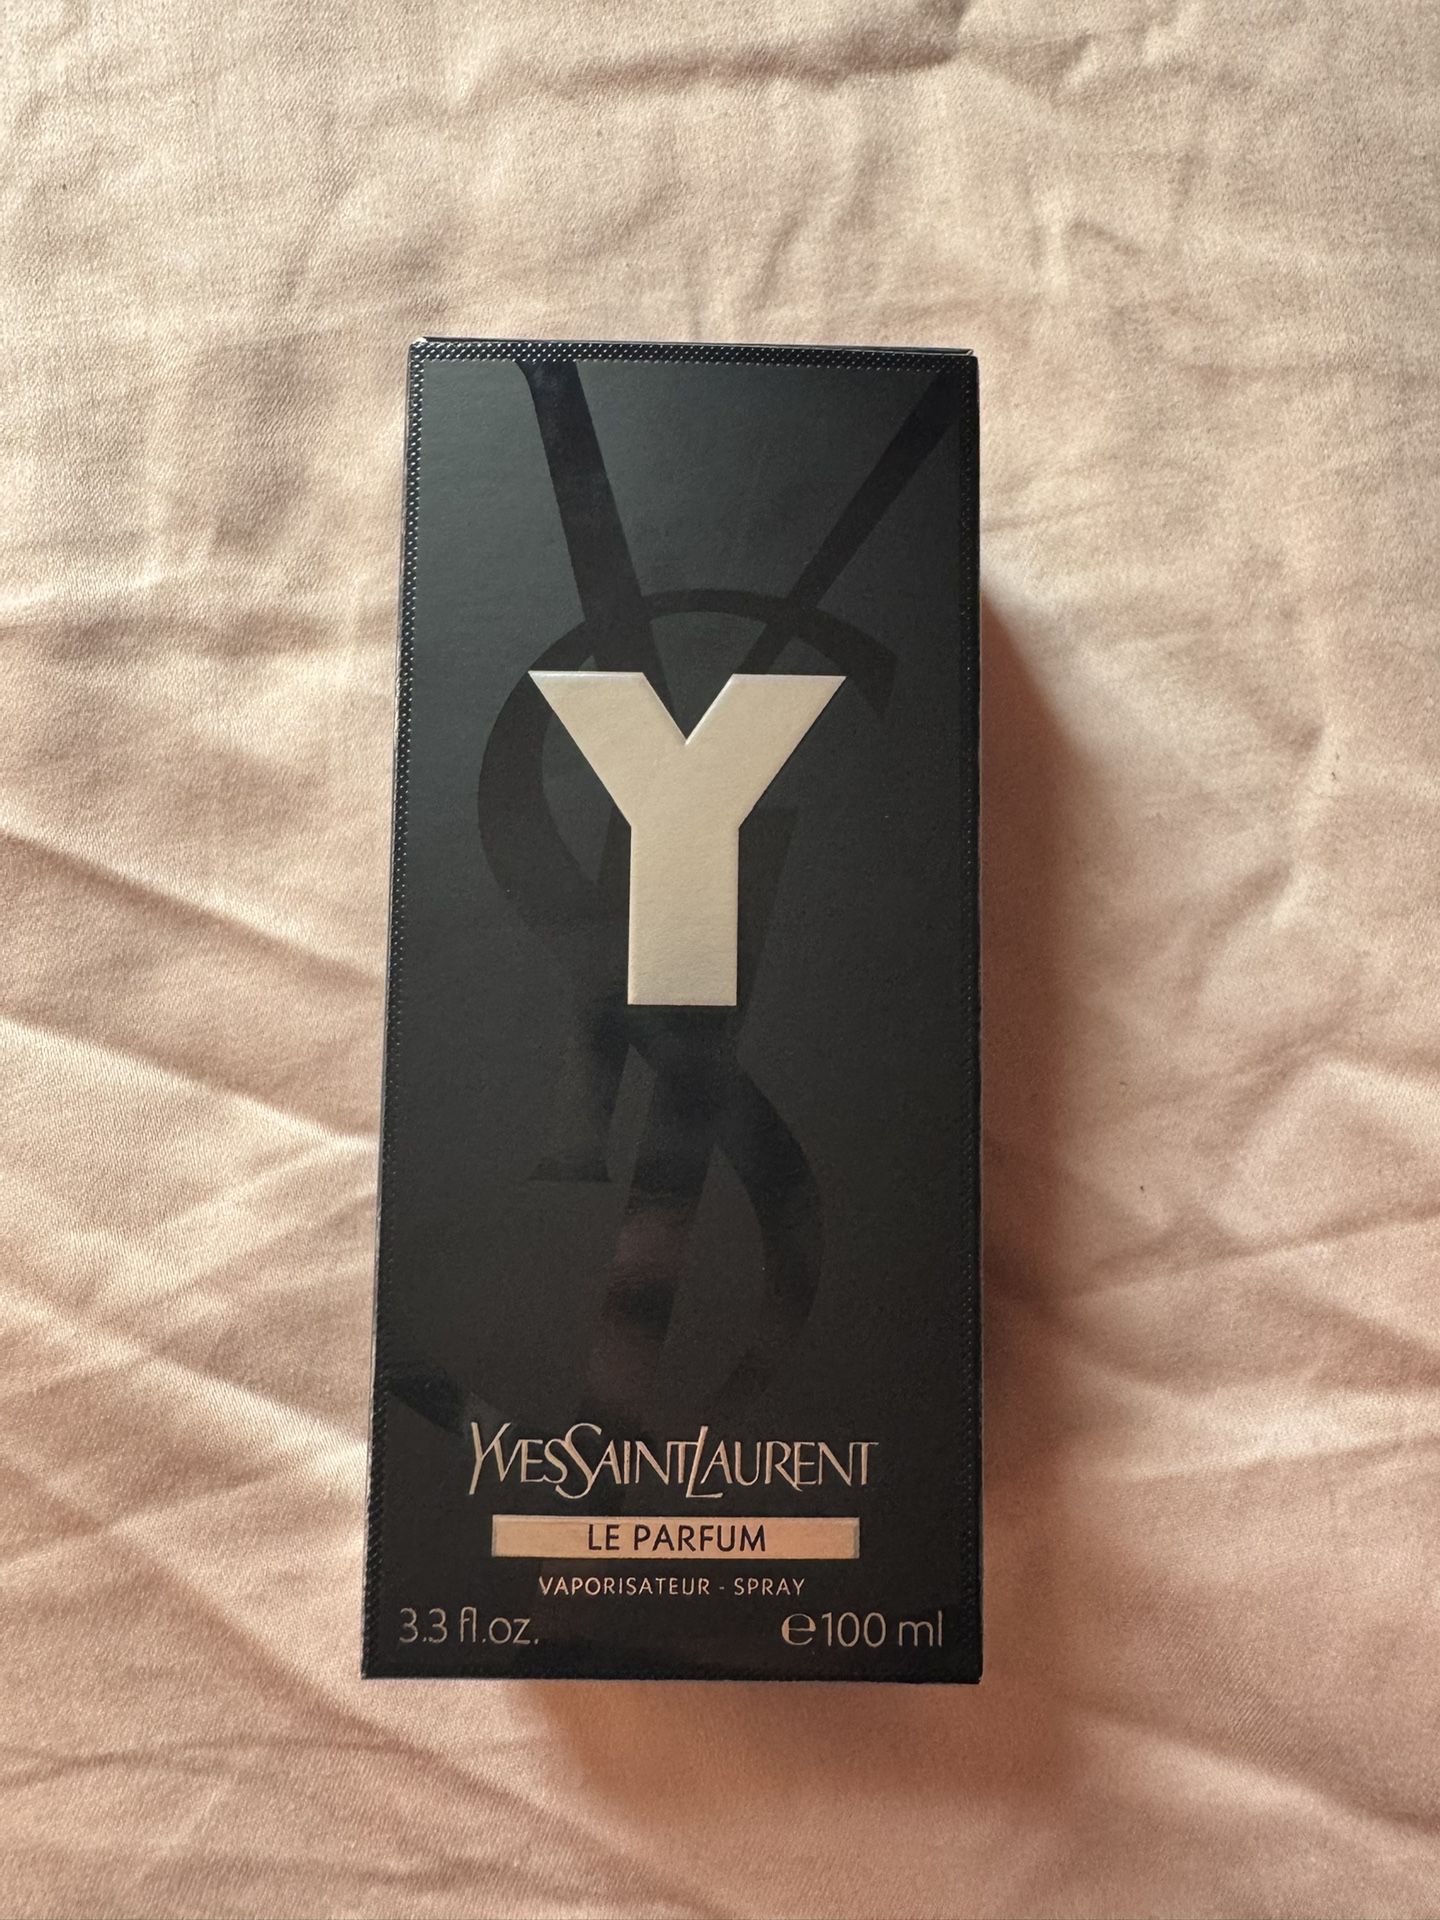 Y
YVESSAINTLAURENT
LE PARFUM
VAPORISATEUR - SPRAY
3.3 fl.oz. ℮100 ml